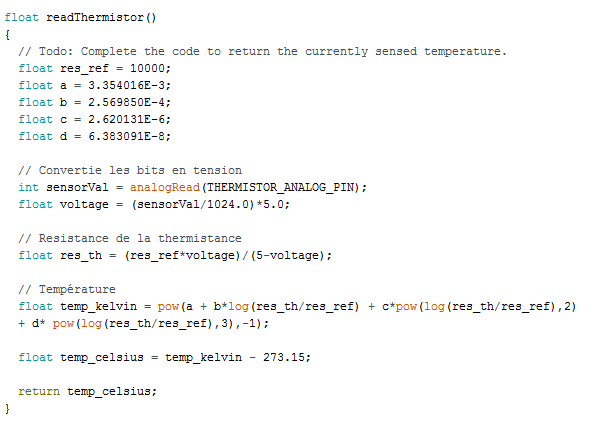 float readThermistor()
{
// Todo: Complete the code to return the currently sensed temperature.
float res_ref = 10000;
float a = 3.354016E-3;
float b = 2.569850E-4;
float c = 2.620131E-6;
float d = 6.383091E-8;
// Convertie les bits en tension
int sensorVal = analogRead(THERMISTOR_ANALOG_PIN);
float voltage = (sensorVal/1024.0)*5.0;
// Resistance de la thermistance
float res_th = (res_ref*voltage)/(5-voltage);
// Température
float temp_kelvin = pow(a + b*log(res_th/res_ref) + c*pow(log(res_th/res_ref),2)
+ d* pow(log(res_th/res_ref),3),-1);
float temp_celsius = temp_kelvin - 273.15;
return temp_celsius;
}